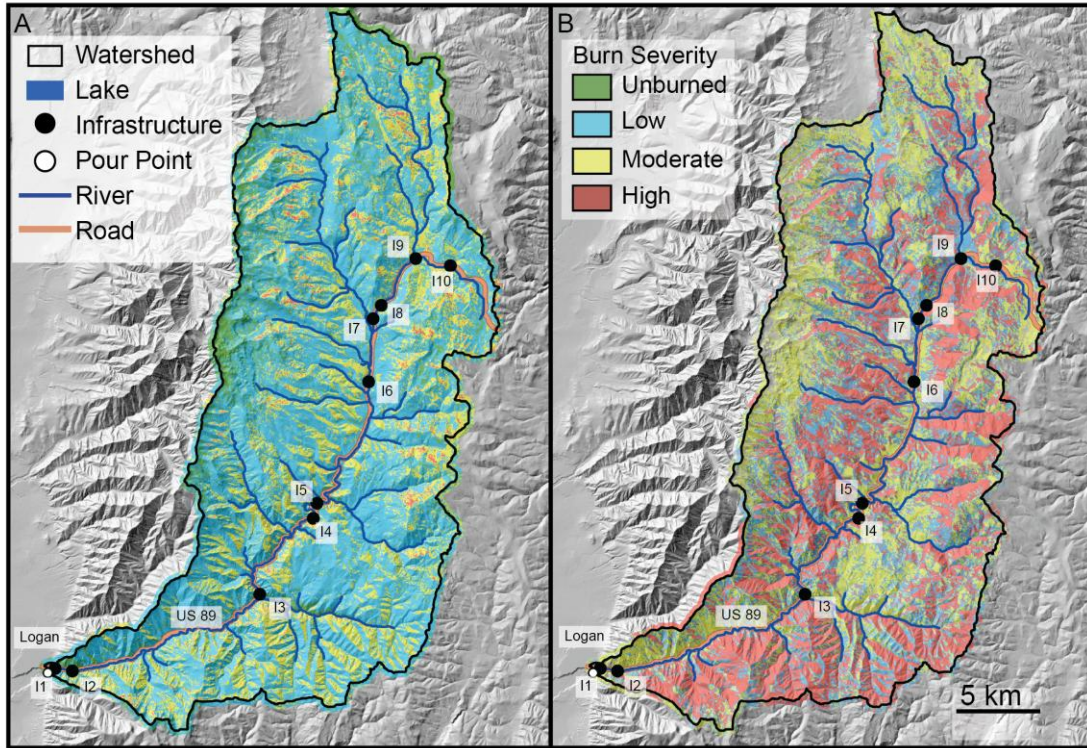 A
Watershed
Lake
Infrastructure
Pour Point
River
Road
I9
I10
I8
I7
I6
I5
I4
I3
US 89
Logan
I1
I2
B
Burn Severity
Unburned
Low
Moderate
High
I9
I10
I8
I7
I6
I5
I4
I3
US 89
Logan
I1
I2
5 km